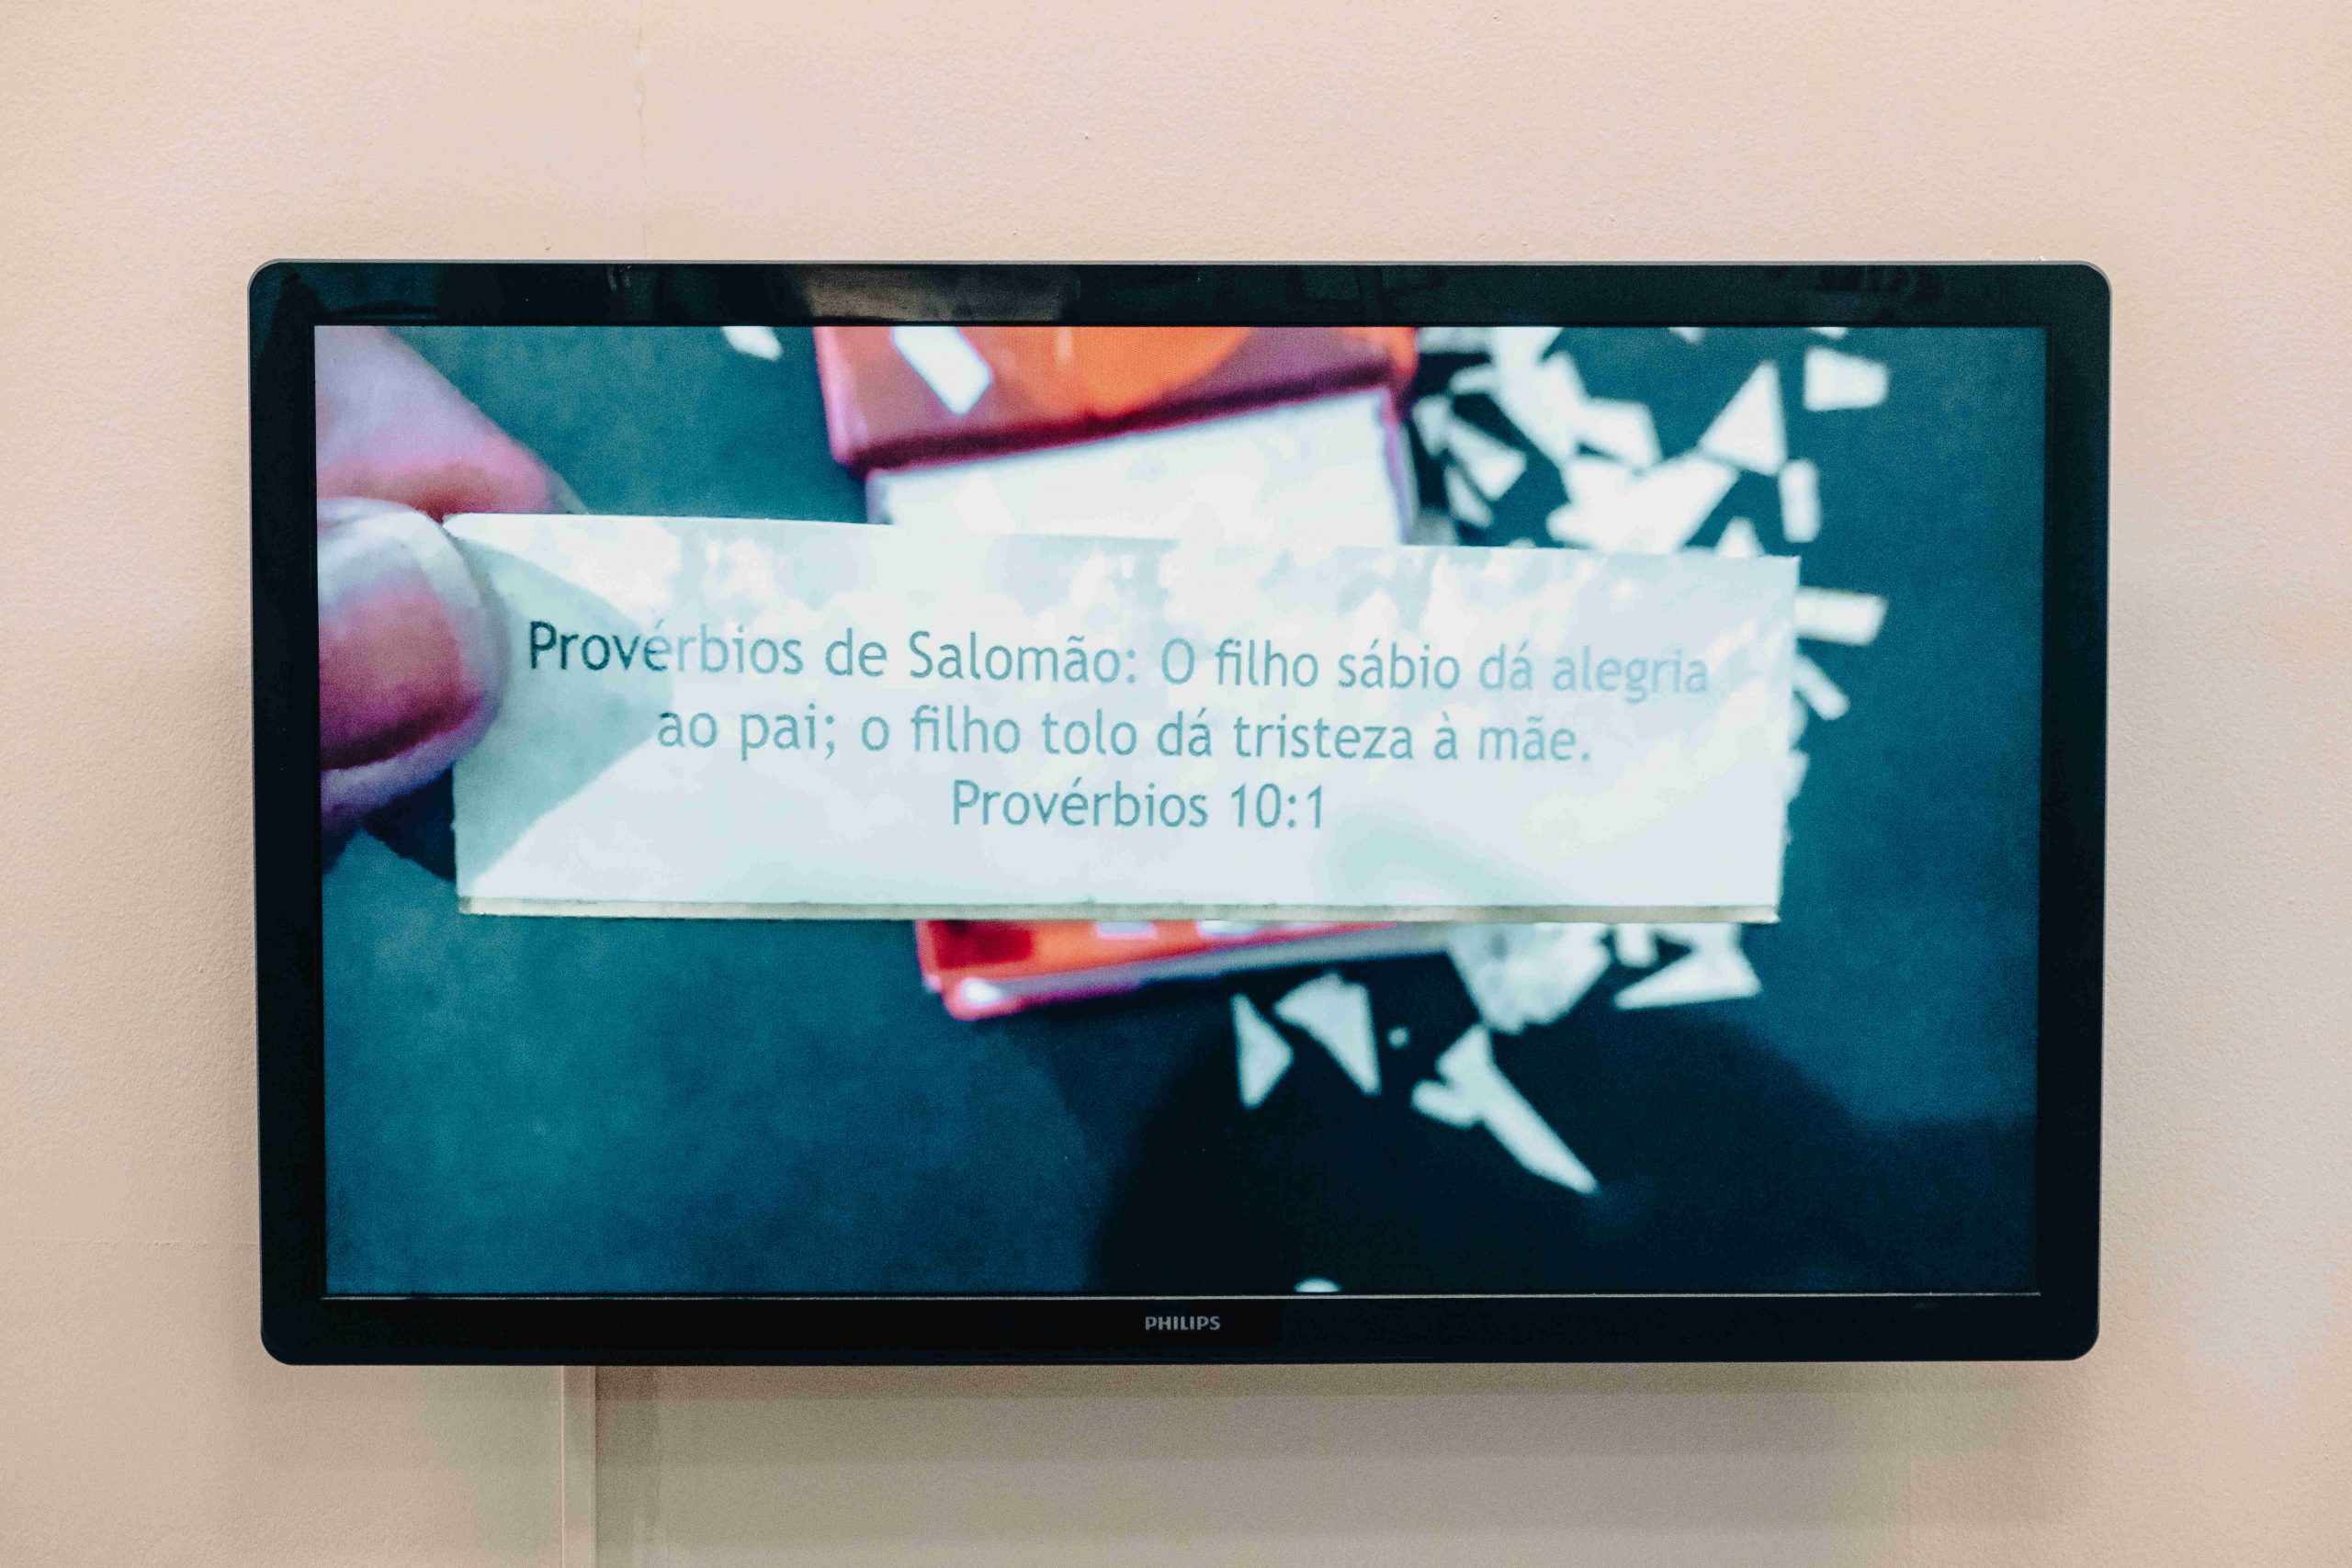 Provérbios de Salomão: O filho sábio dá alegria
ao pai; o filho tolo dá tristeza à mãe.
Provérbios 10:1
PHILIPS